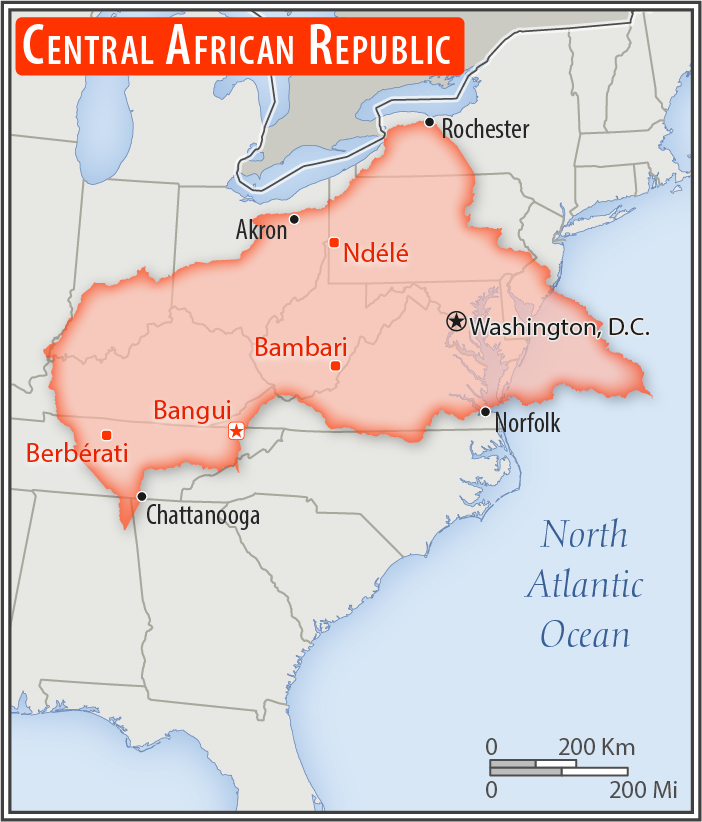 CENTRAL AFRICAN REPUBLIC
Rochester
Akron
Ndélé
Washington, D.C.
Bambari
Bangui
Norfolk
Berbérati
Chattanooga
North
Atlantic
Ocean
0 200 Km
0 200 Mi